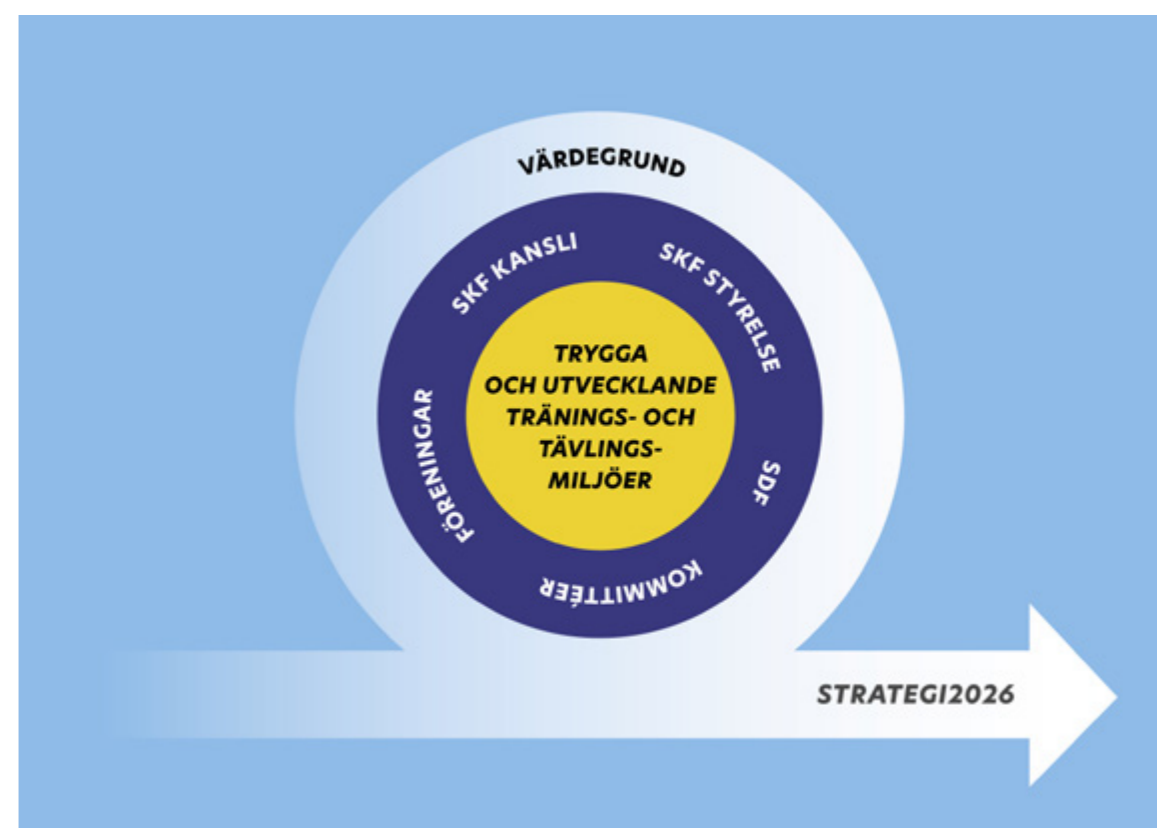 VÄRDEGRUND
SKF KANSLI
SKF STYRELSE
SDF
KOMMITTÉER
FÖRENINGAR
TRYGGA
OCH UTVECKLANDE
TRÄNINGS- OCH
TÄVLINGS-
MILJÖER
STRATEGI2026